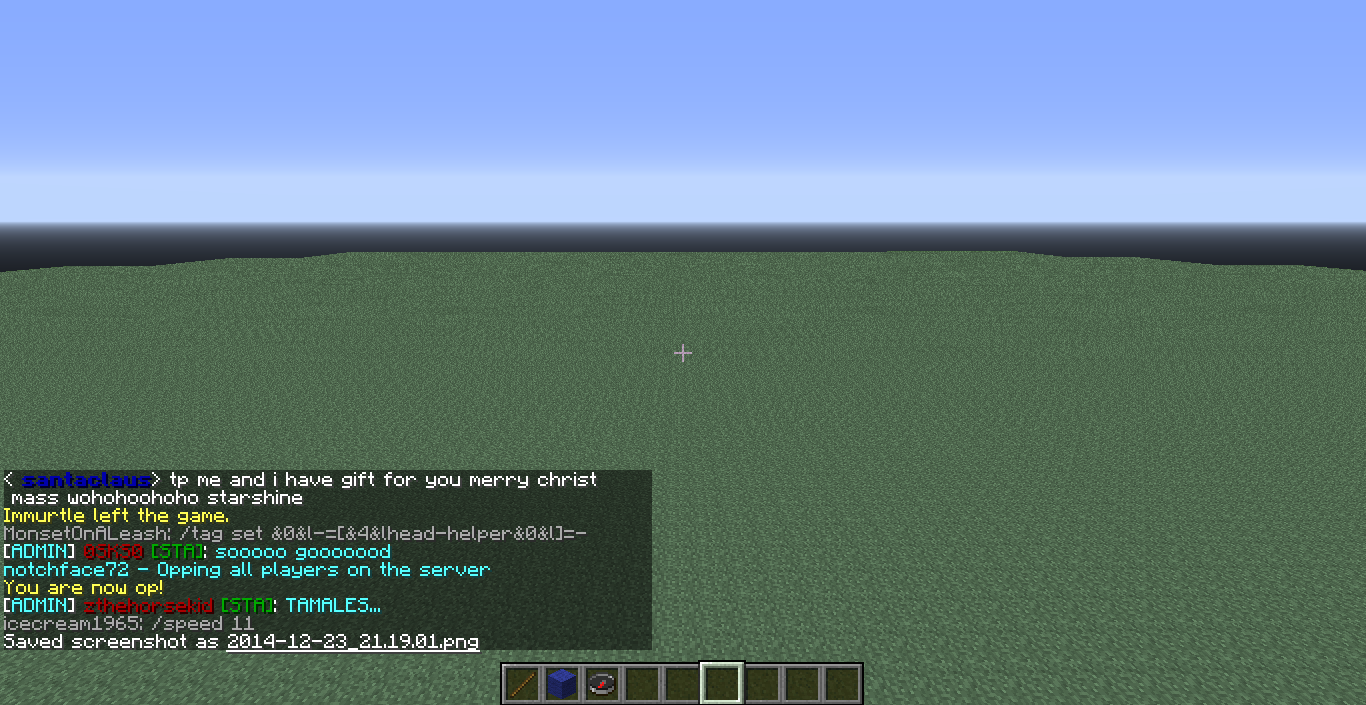 < santaclaus> tp me and i have gift for you merry christ
mass wohohoohoho starshine
Immurtle left the game.
MonsetOnALeash: /tag set &0&l-=[&4&lhead-helper&0&l]=-
[ADMIN] 0SK50 [STA]: sooooo gooooood
notchface72 - Opping all players on the server
You are now op!
[ADMIN] zthehorsekid [STA]: TAMALES...
icecream1965: /speed 11
Saved screenshot as 2014-12-23_21.19.01.png